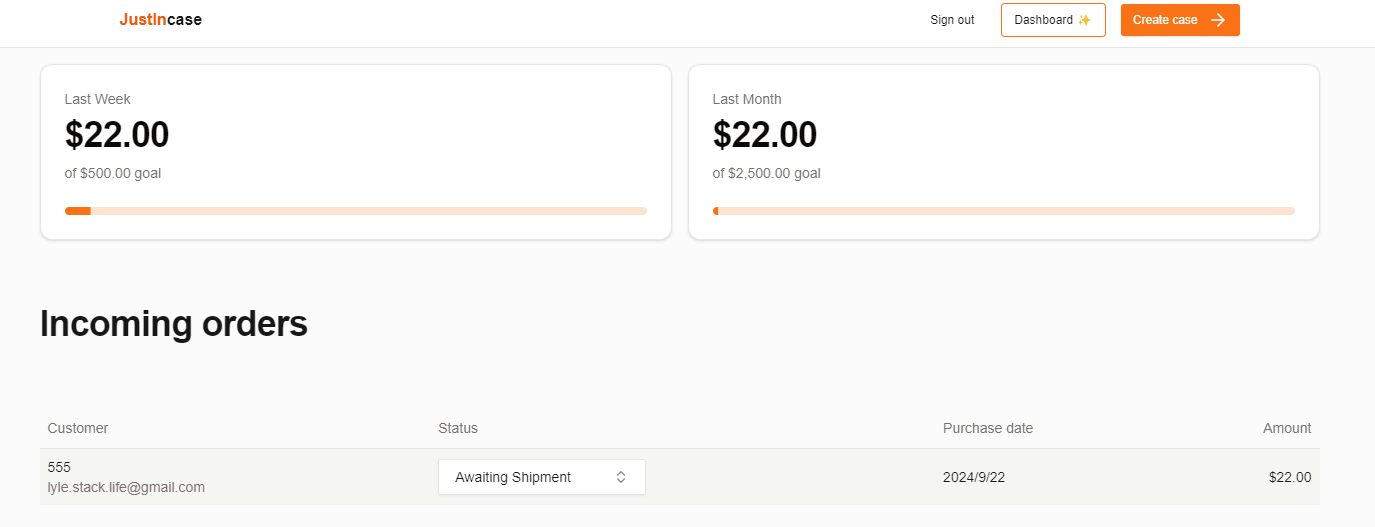 JustIncase
Sign out
Dashboard ✨
Create case
Last Week
$22.00
of $500.00 goal
Last Month
$22.00
of $2,500.00 goal
Incoming orders
Customer Status Purchase date Amount
555
lyle.stack.life@gmail.com
Awaiting Shipment
2024/9/22
$22.00